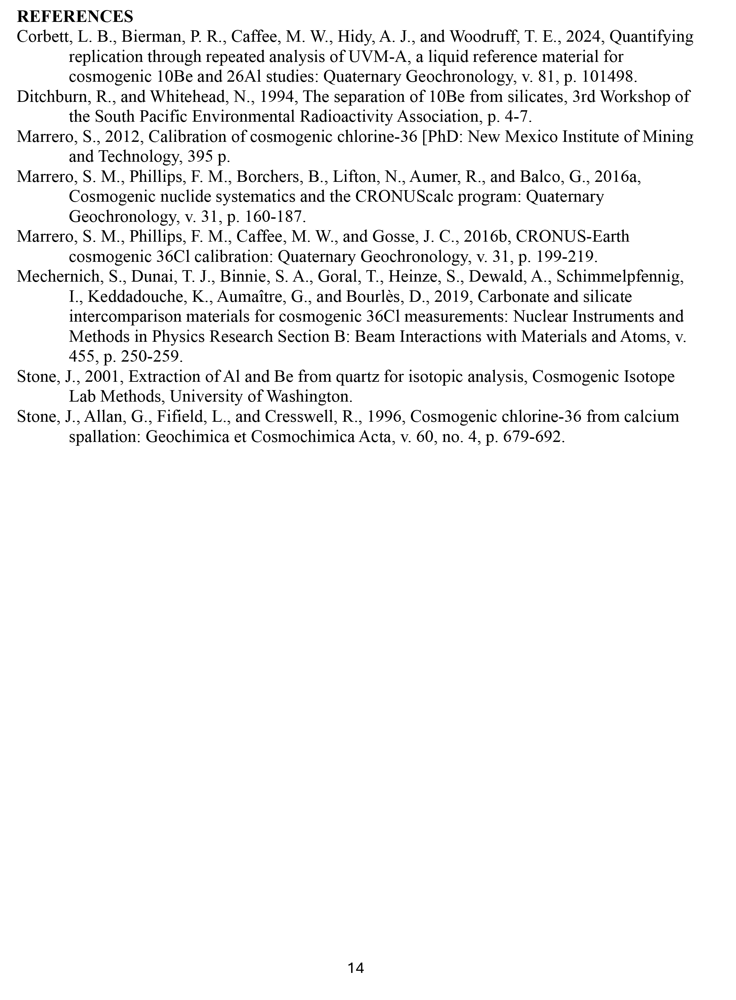 REFERENCES
Corbett, L. B., Bierman, P. R., Caffee, M. W., Hidy, A. J., and Woodruff, T. E., 2024, Quantifying
replication through repeated analysis of UVM-A, a liquid reference material for
cosmogenic 10Be and 26Al studies: Quaternary Geochronology, v. 81, p. 101498.
Ditchburn, R., and Whitehead, N., 1994, The separation of 10Be from silicates, 3rd Workshop of
the South Pacific Environmental Radioactivity Association, p. 4-7.
Marrero, S., 2012, Calibration of cosmogenic chlorine-36 [PhD: New Mexico Institute of Mining
and Technology, 395 p.
Marrero, S. M., Phillips, F. M., Borchers, B., Lifton, N., Aumer, R., and Balco, G., 2016a,
Cosmogenic nuclide systematics and the CRONUScalc program: Quaternary
Geochronology, v. 31, p. 160-187.
Marrero, S. M., Phillips, F. M., Caffee, M. W., and Gosse, J. C., 2016b, CRONUS-Earth
cosmogenic 36Cl calibration: Quaternary Geochronology, v. 31, p. 199-219.
Mechernich, S., Dunai, T. J., Binnie, S. A., Goral, T., Heinze, S., Dewald, A., Schimmelpfennig,
I., Keddadouche, K., Aumaître, G., and Bourlès, D., 2019, Carbonate and silicate
intercomparison materials for cosmogenic 36Cl measurements: Nuclear Instruments and
Methods in Physics Research Section B: Beam Interactions with Materials and Atoms, v.
455, p. 250-259.
Stone, J., 2001, Extraction of Al and Be from quartz for isotopic analysis, Cosmogenic Isotope
Lab Methods, University of Washington.
Stone, J., Allan, G., Fifield, L., and Cresswell, R., 1996, Cosmogenic chlorine-36 from calcium
spallation: Geochimica et Cosmochimica Acta, v. 60, no. 4, p. 679-692.
14